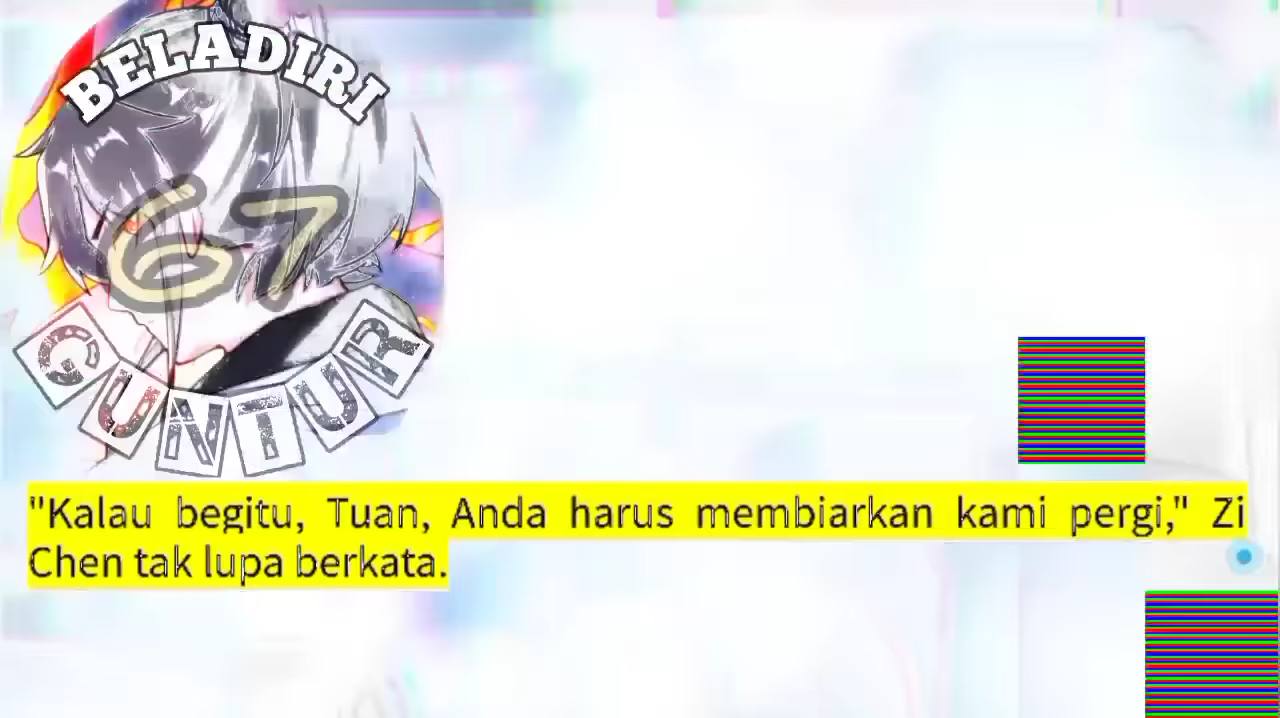 BELADIRI
67
GUNTUR
"Kalau begitu, Tuan, Anda harus membiarkan kami pergi," Zi
Chen tak lupa berkata.